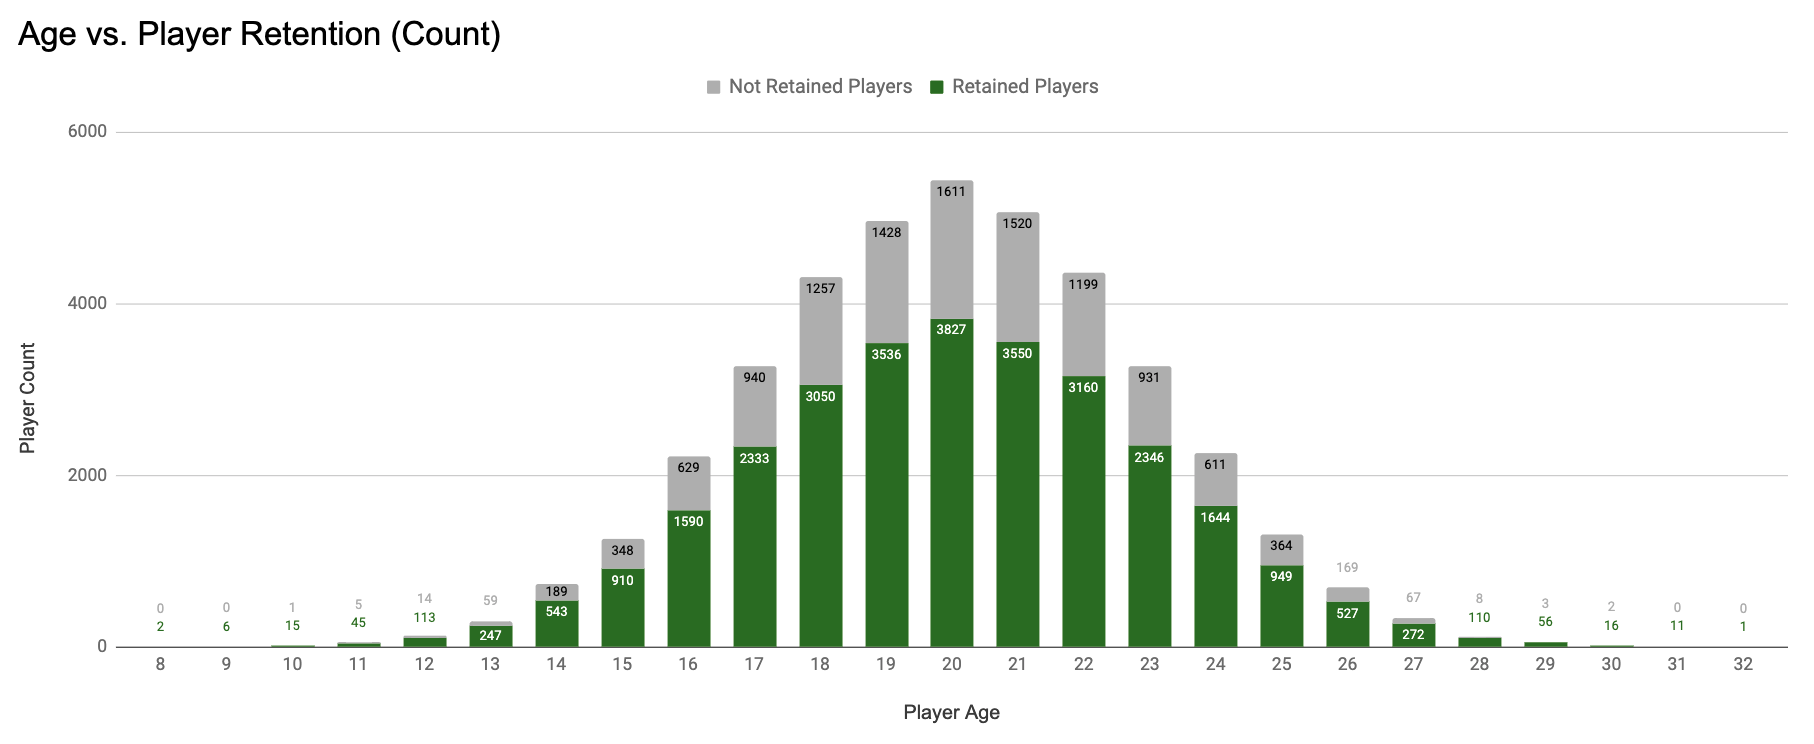 Age vs. Player Retention (Count)
Not Retained Players Retained Players
6000
1611
1520
1428
1257 1199
4000
3827
3536 3550
3050 3160
940 931
2333 2346
2000
629 611
1590 1644
348 364
910 949
189 169
543 527
0 0 1 5 14 59 67 8 3 2 0 0
2 6 15 45 113 247 272 110 56 16 11 1
0
8 9 10 11 12 13 14 15 16 17 18 19 20 21 22 23 24 25 26 27 28 29 30 31 32
Player Count
Player Age